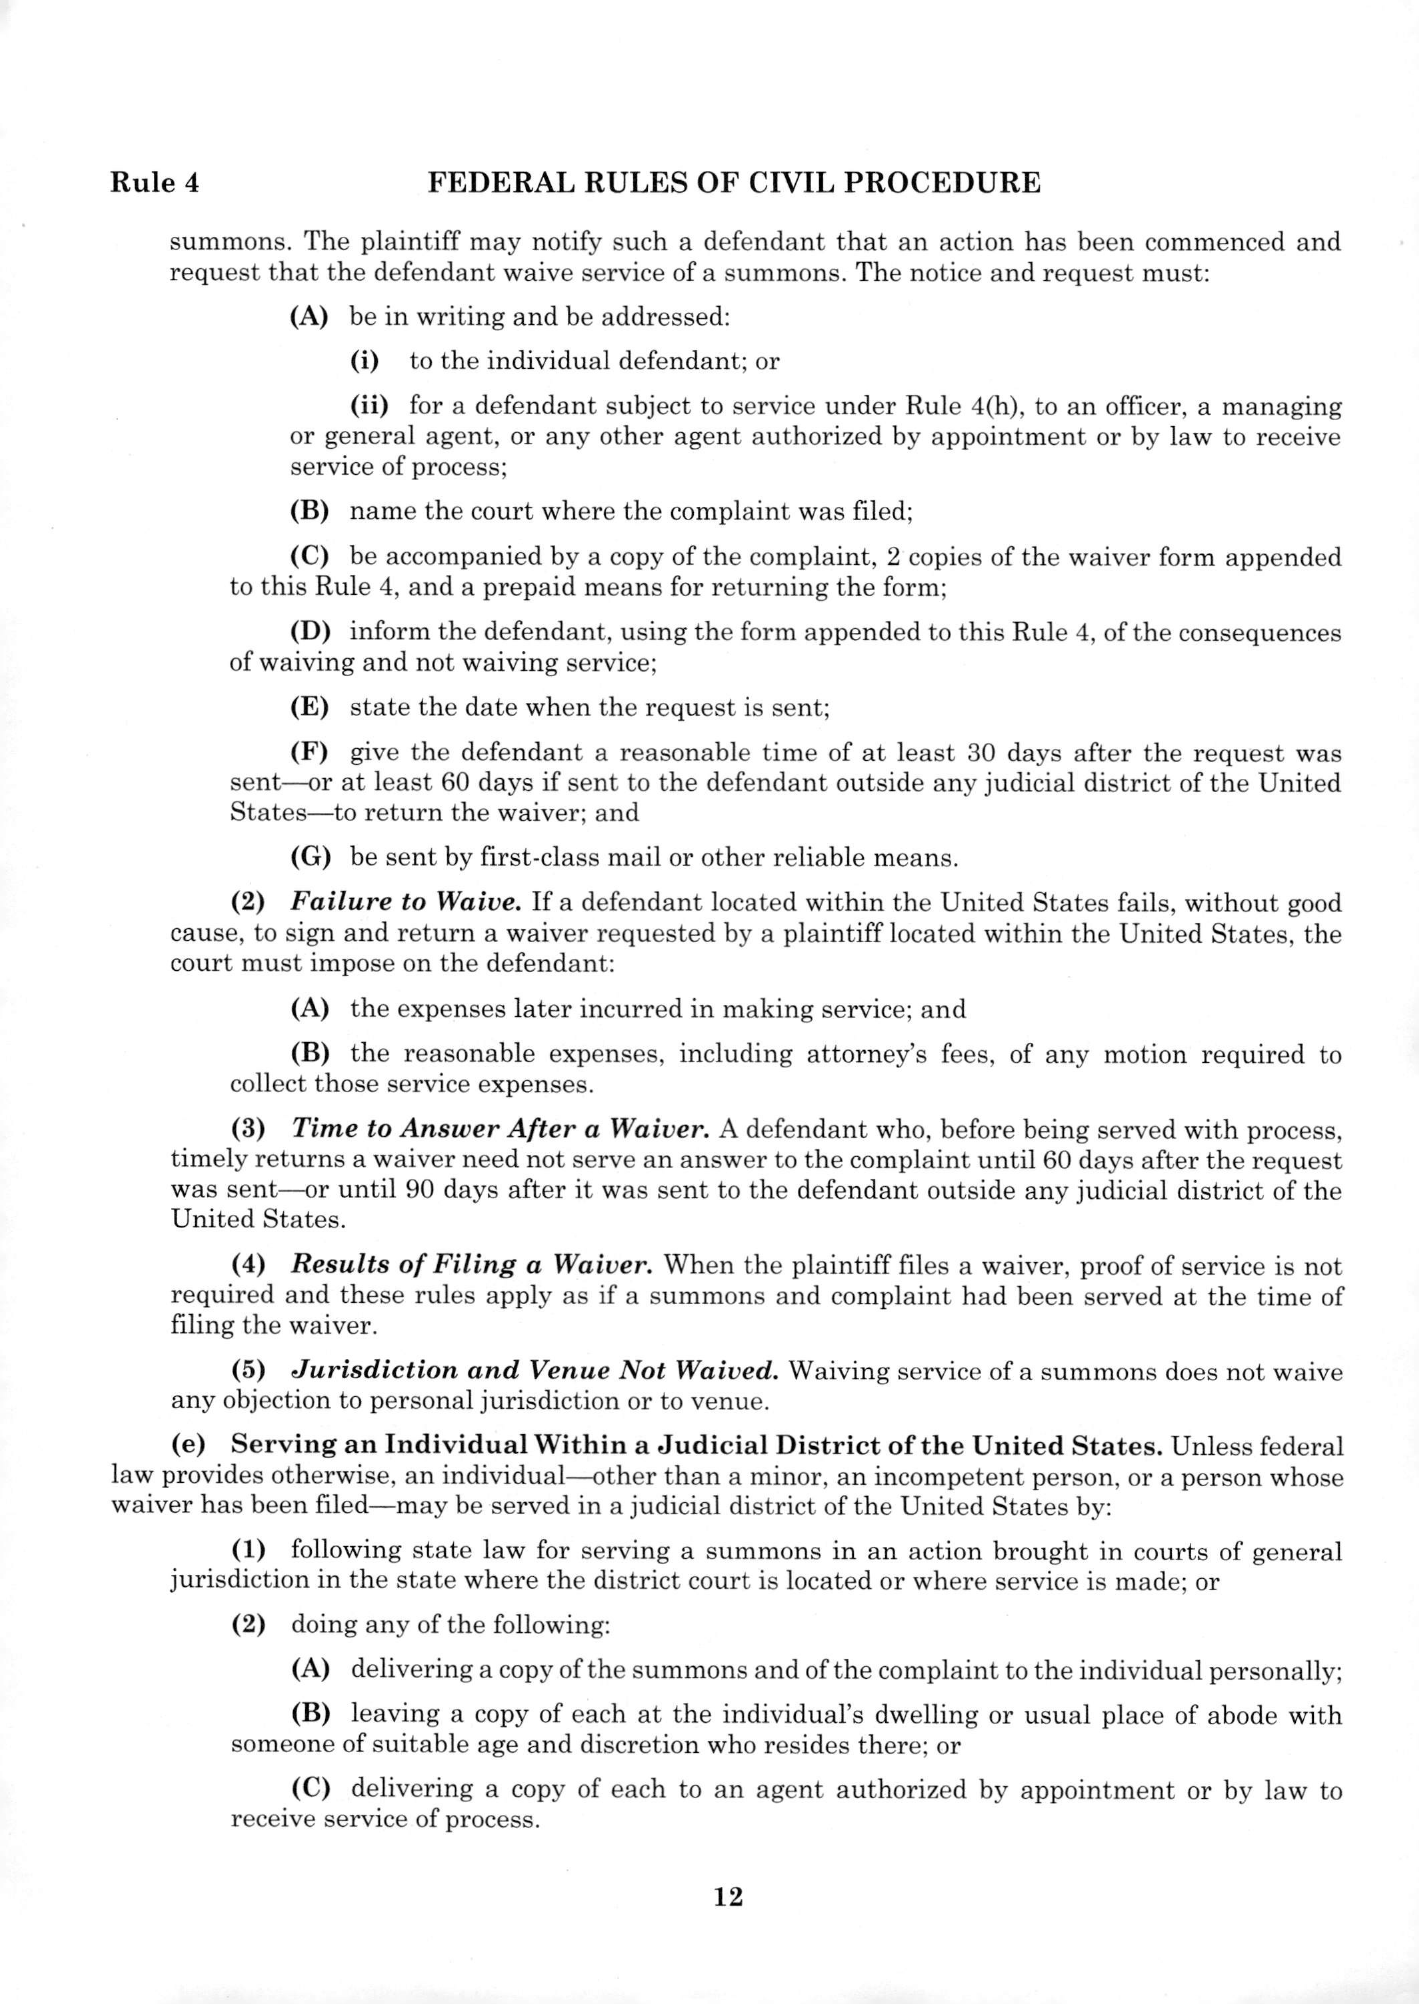 Rule 4 FEDERAL RULES OF CIVIL PROCEDURE
summons. The plaintiff may notify such a defendant that an action has been commenced and
request that the defendant waive service of a summons. The notice and request must:
(A) be in writing and be addressed:
(i) to the individual defendant; or
(ii) for a defendant subject to service under Rule 4(h), to an officer, a managing
or general agent, or any other agent authorized by appointment or by law to receive
service of process;
(B) name the court where the complaint was filed;
(C) be accompanied by a copy of the complaint, 2 copies of the waiver form appended
to this Rule 4, and a prepaid means for returning the form;
(D) inform the defendant, using the form appended to this Rule 4, of the consequences
of waiving and not waiving service;
(E) state the date when the request is sent;
(F) give the defendant a reasonable time of at least 30 days after the request was
sent—or at least 60 days if sent to the defendant outside any judicial district of the United
States—to return the waiver; and
(G) be sent by first-class mail or other reliable means.
(2) Failure to Waive. If a defendant located within the United States fails, without good
cause, to sign and return a waiver requested by a plaintiff located within the United States, the
court must impose on the defendant:
(A) the expenses later incurred in making service; and
(B) the reasonable expenses, including attorney's fees, of any motion required to
collect those service expenses.
(3) Time to Answer After a Waiver. A defendant who, before being served with process,
timely returns a waiver need not serve an answer to the complaint until 60 days after the request
was sent—or until 90 days after it was sent to the defendant outside any judicial district of the
United States.
(4) Results of Filing a Waiver. When the plaintiff files a waiver, proof of service is not
required and these rules apply as if a summons and complaint had been served at the time of
filing the waiver.
(5) Jurisdiction and Venue Not Waived. Waiving service of a summons does not waive
any objection to personal jurisdiction or to venue.
(e) Serving an Individual Within a Judicial District of the United States. Unless federal
law provides otherwise, an individual—other than a minor, an incompetent person, or a person whose
waiver has been filed—may be served in a judicial district of the United States by:
(1) following state law for serving a summons in an action brought in courts of general
jurisdiction in the state where the district court is located or where service is made; or
(2) doing any of the following:
(A) delivering a copy of the summons and of the complaint to the individual personally;
(B) leaving a copy of each at the individual's dwelling or usual place of abode with
someone of suitable age and discretion who resides there; or
(C) delivering a copy of each to an agent authorized by appointment or by law to
receive service of process.
12